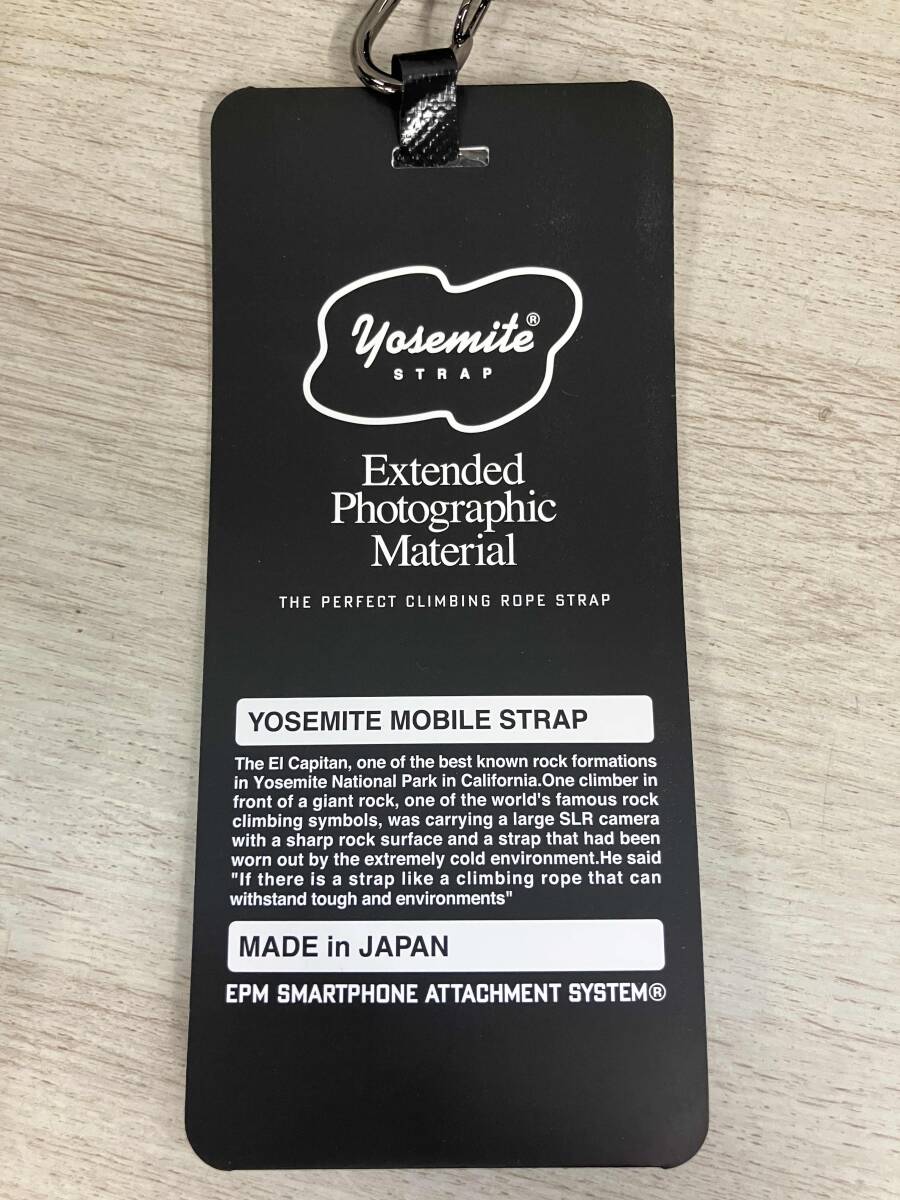 Yosemite®
STRAP
Extended
Photographic
Material
THE PERFECT CLIMBING ROPE STRAP
YOSEMITE MOBILE STRAP
The El Capitan, one of the best known rock formations
in Yosemite National Park in California.One climber in
front of a giant rock, one of the world's famous rock
climbing symbols, was carrying a large SLR camera
with a sharp rock surface and a strap that had been
worn out by the extremely cold environment.He said
"If there is a strap like a climbing rope that can
withstand tough and environments"
MADE in JAPAN
EPM SMARTPHONE ATTACHMENT SYSTEM®